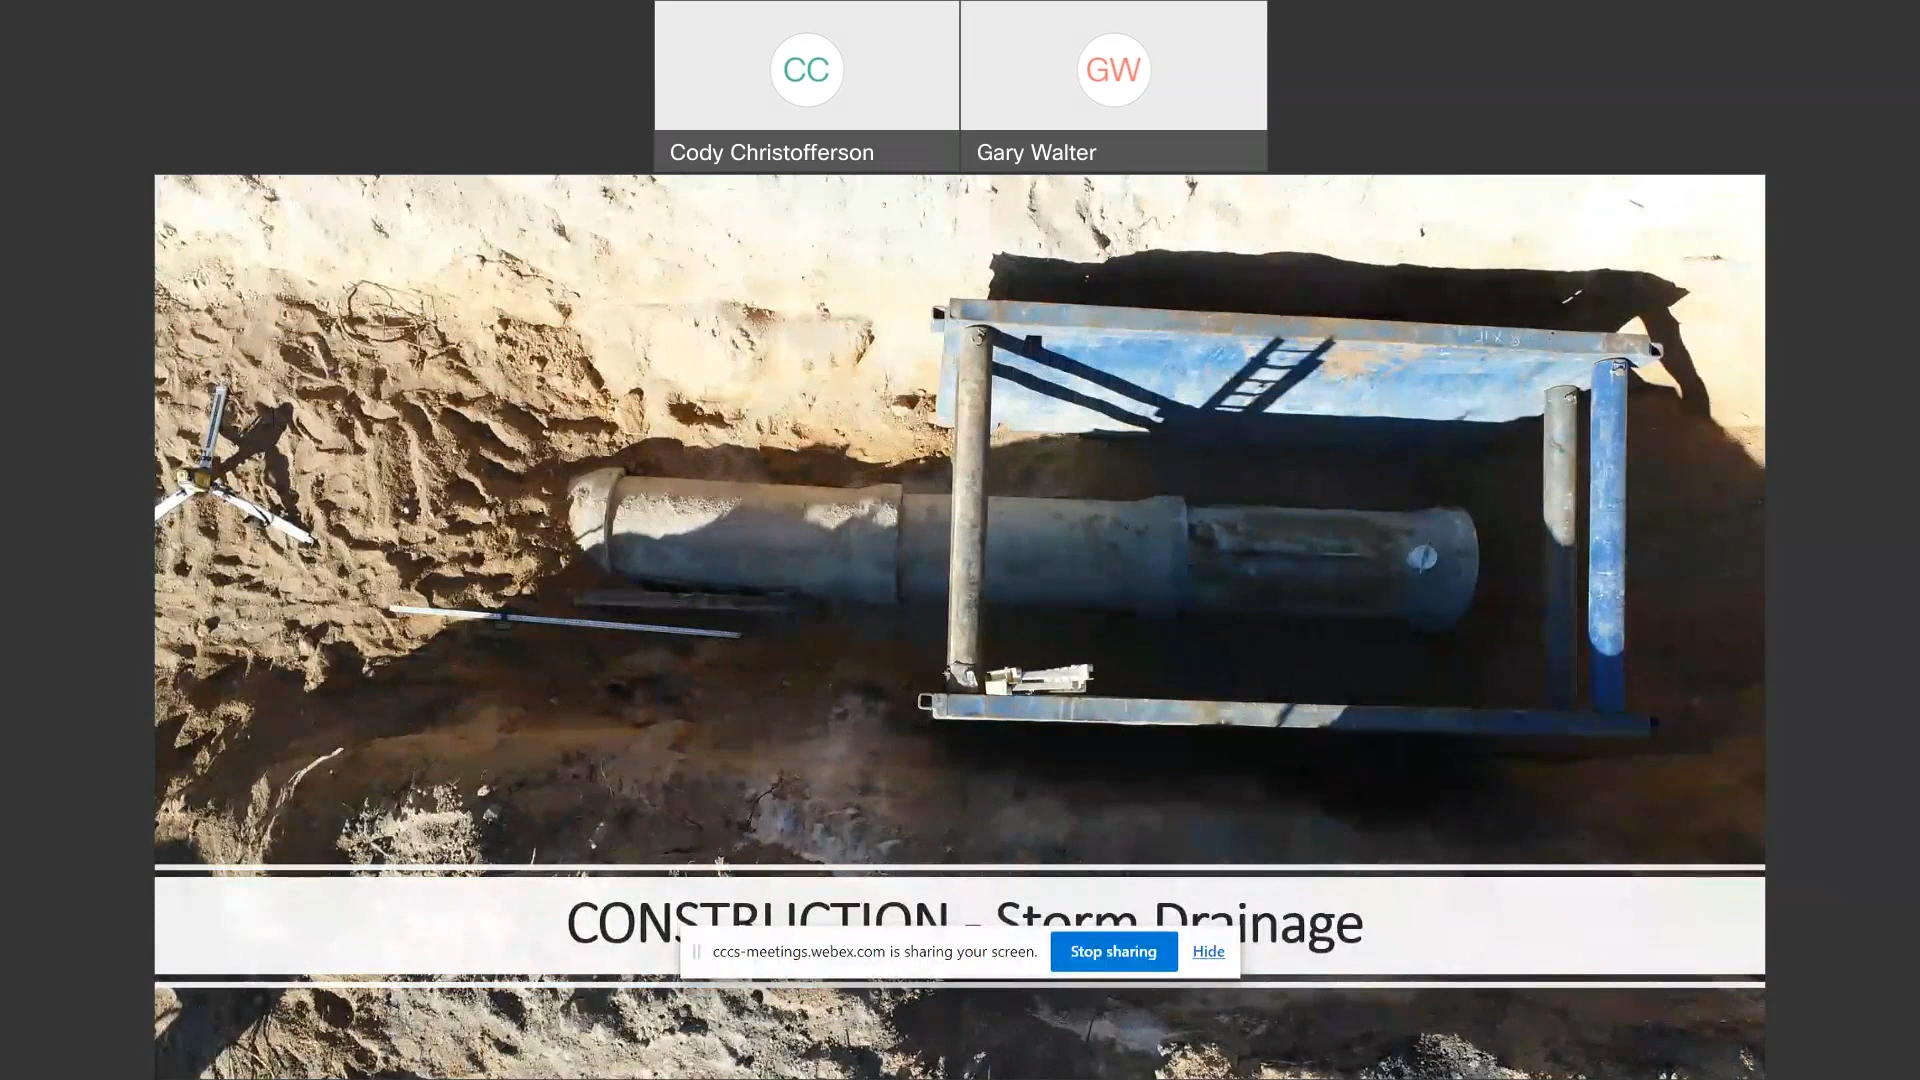 CC
GW
Cody Christofferson
Gary Walter
CONSTRUCTION - Storm Drainage
cccs-meetings.webex.com is sharing your screen.
Stop sharing
Hide